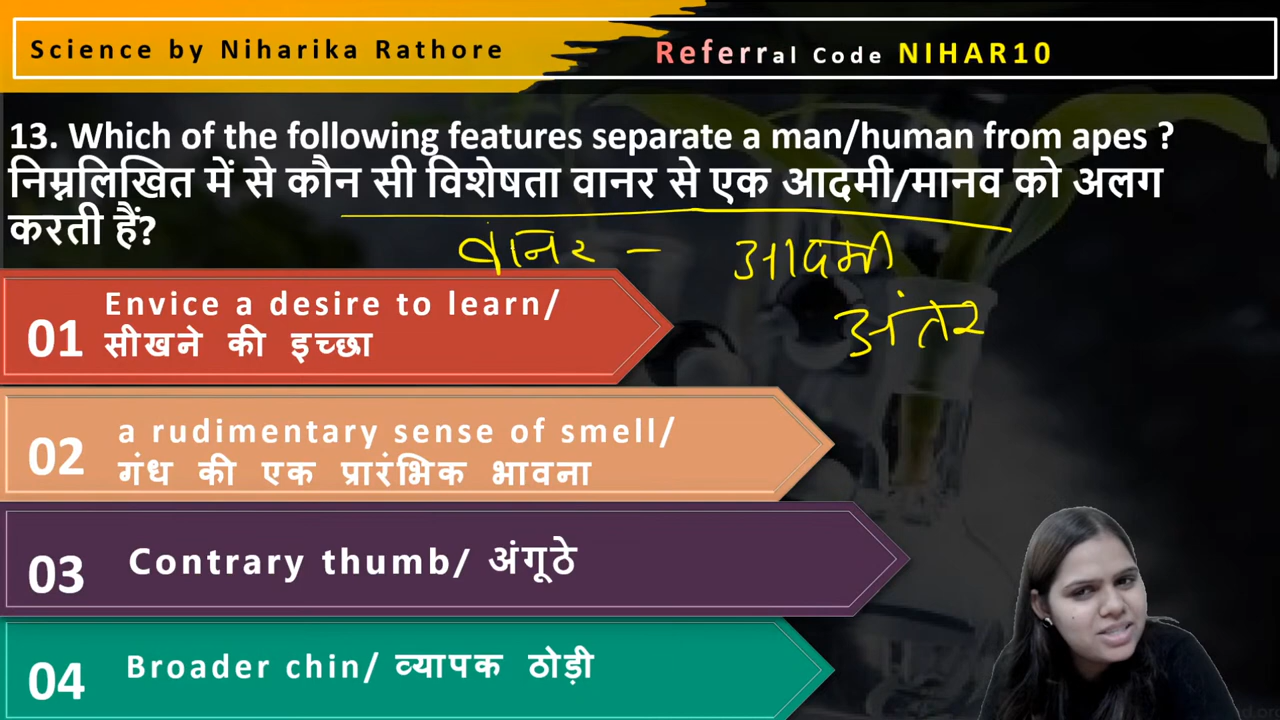 Science by Niharika Rathore
Referral Code NIHAR10
13. Which of the following features separate a man/human from apes ?
निम्नलिखित में से कौन सी विशेषता वानर से एक आदमी/मानव को अलग
करती हैं?
वानर - आदमी
अंतर
01 Envice a desire to learn/
सीखने की इच्छा
02 a rudimentary sense of smell/
गंध की एक प्रारंभिक भावना
03 Contrary thumb/ अंगूठे
04 Broader chin/ व्यापक ठोड़ी